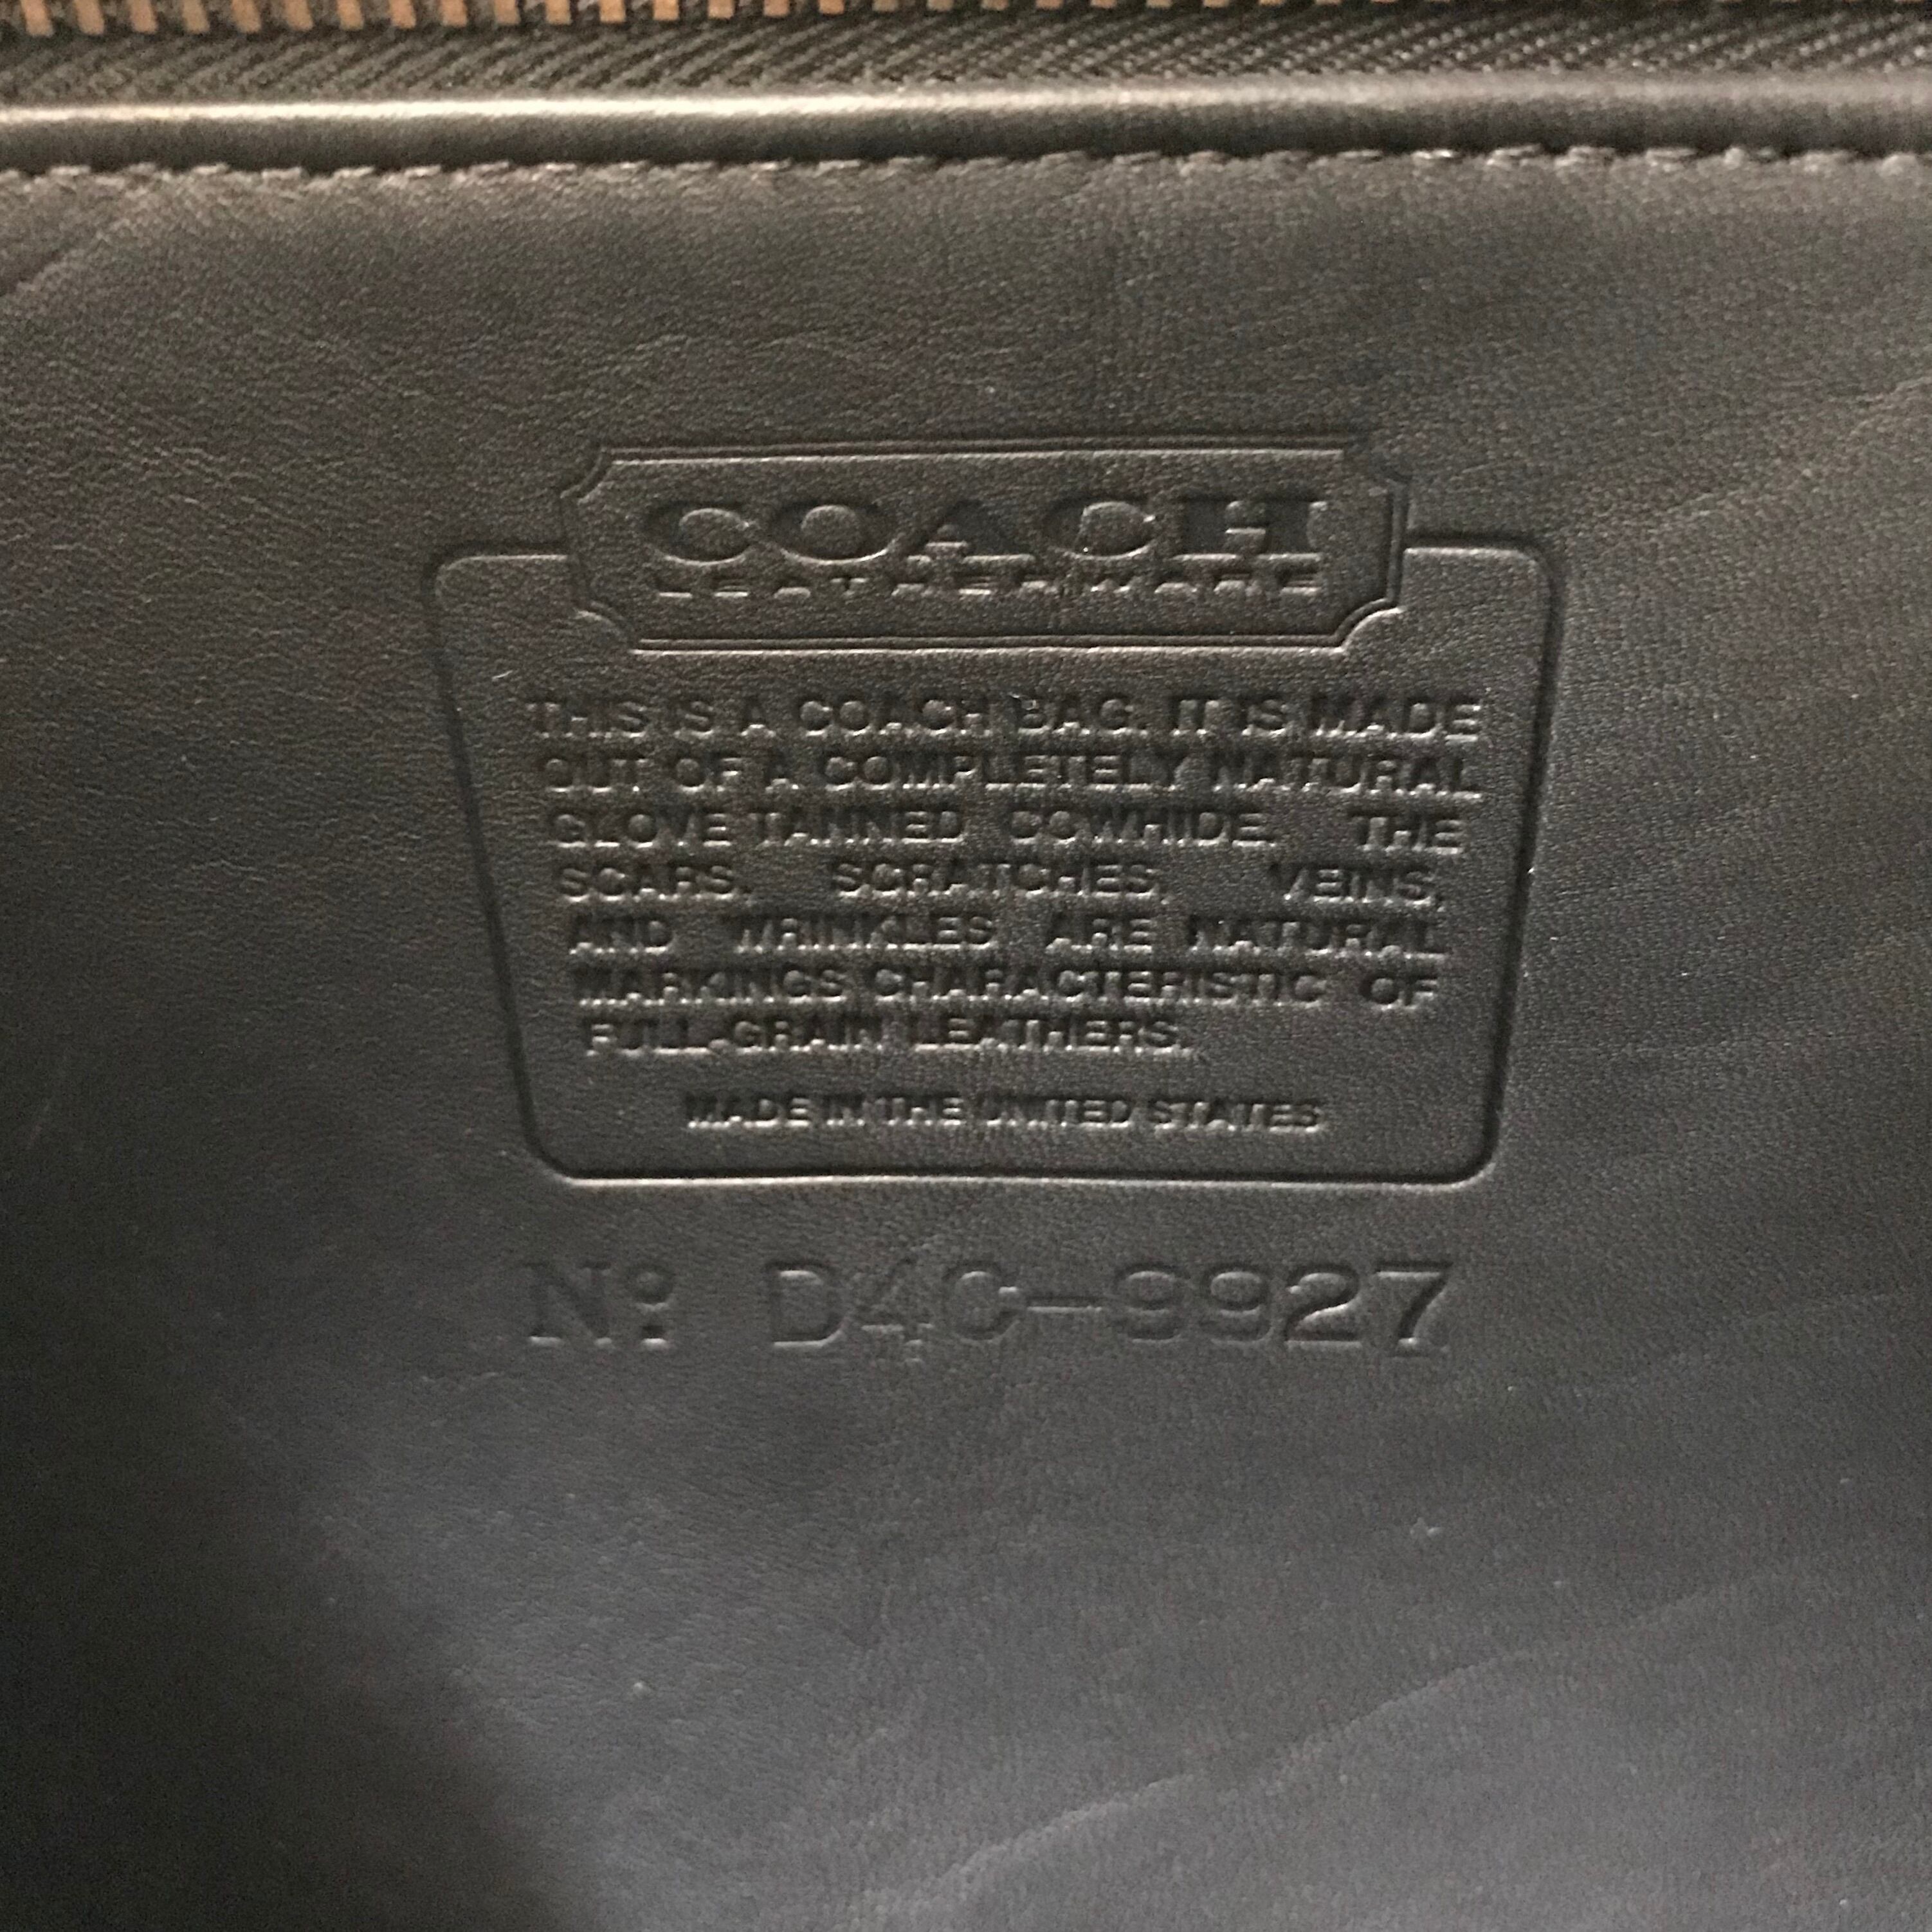 COACH
LEATHERWARE
THIS IS A COACH BAG. IT IS MADE
OUT OF A COMPLETELY NATURAL
GLOVE TANNED COWHIDE. THE
SCARS, SCRATCHES, VEINS,
AND WRINKLES ARE NATURAL
MARKINGS CHARACTERISTIC OF
FULL-GRAIN LEATHERS.
MADE IN THE UNITED STATES
Nº D4C-9927